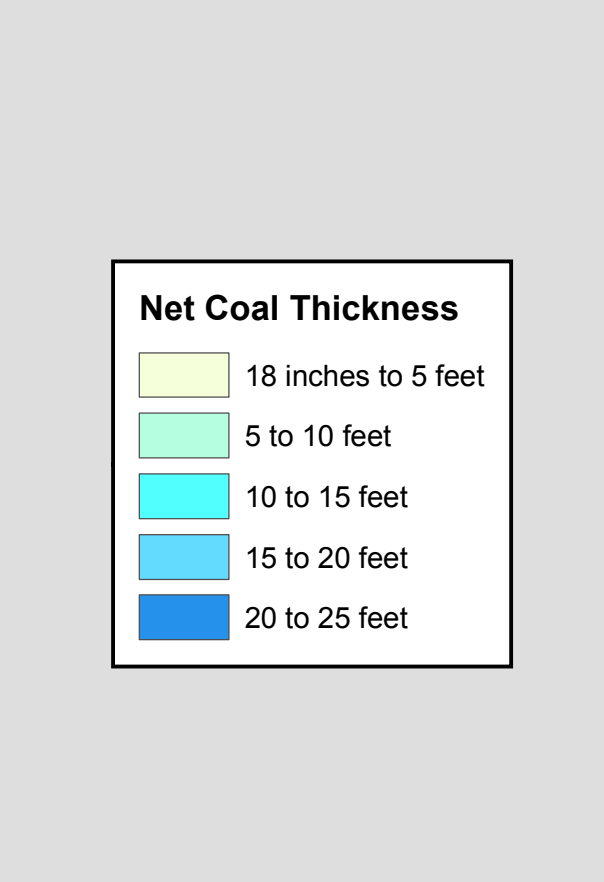 Net Coal Thickness
18 inches to 5 feet
5 to 10 feet
10 to 15 feet
15 to 20 feet
20 to 25 feet